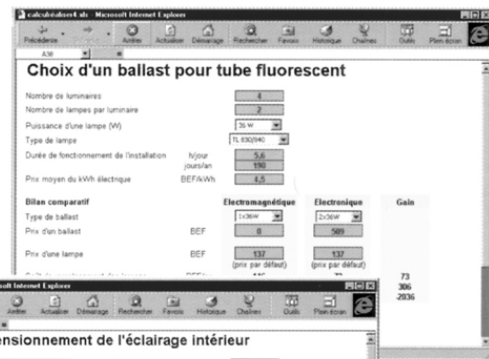 calculréaliser4.xls - Microsoft Internet Explorer
Précédente Arrêter Actualiser Démarrage Rechercher Favoris Historique Chaînes Outils Plein écran
A38 =
Choix d'un ballast pour tube fluorescent
Nombre de luminaires 4
Nombre de lampes par luminaire 2
Puissance d'une lampe (W) 36 W
Type de lampe TL 830/840
Durée de fonctionnement de l'installation h/jour 5,6
jours/an 190
Prix moyen du kWh électrique BEF/kWh 4,5
Bilan comparatif Electromagnétique Electronique Gain
Type de ballast 1x36W 2x36W
Prix d'un ballast BEF 0 509
Prix d'une lampe BEF 137 137
(prix par défaut) (prix par défaut)
73
306
-2036
soft Internet Explorer
Arrêter Actualiser Démarrage Rechercher Favoris Historique Chaînes Outils Plein écran
ensionnement de l'éclairage intérieur